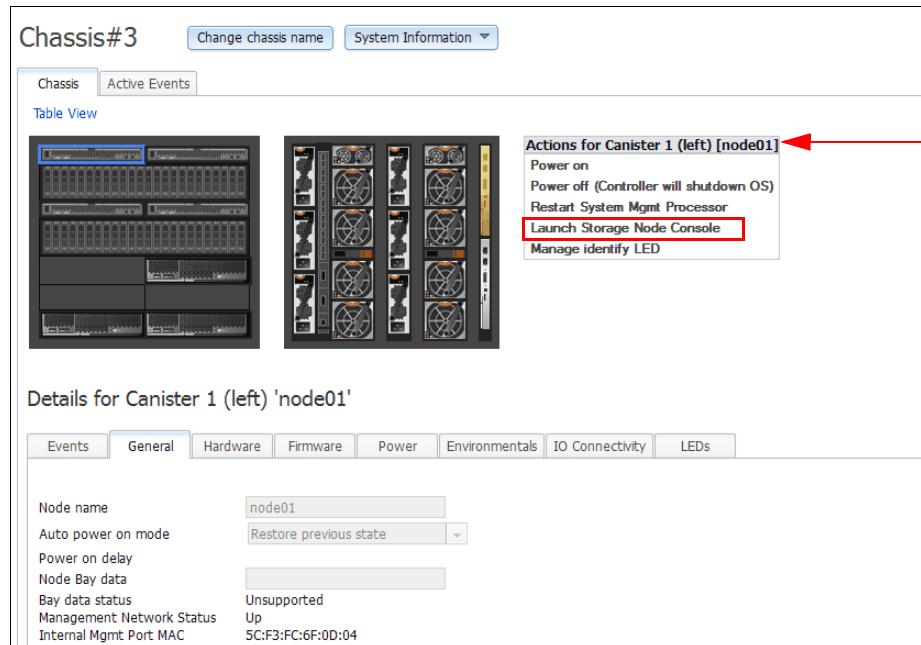 Chassis#3 Change chassis name System Information
Chassis Active Events
Table View
Actions for Canister 1 (left) [node01]
Power on
Power off (Controller will shutdown OS)
Restart System Mgmt Processor
Launch Storage Node Console
Manage identify LED
Details for Canister 1 (left) 'node01'
Events General Hardware Firmware Power Environmentals IO Connectivity LEDs
Node name node01
Auto power on mode Restore previous state
Power on delay
Node Bay data
Bay data status Unsupported
Management Network Status Up
Internal Mgmt Port MAC 5C:F3:FC:6F:0D:04